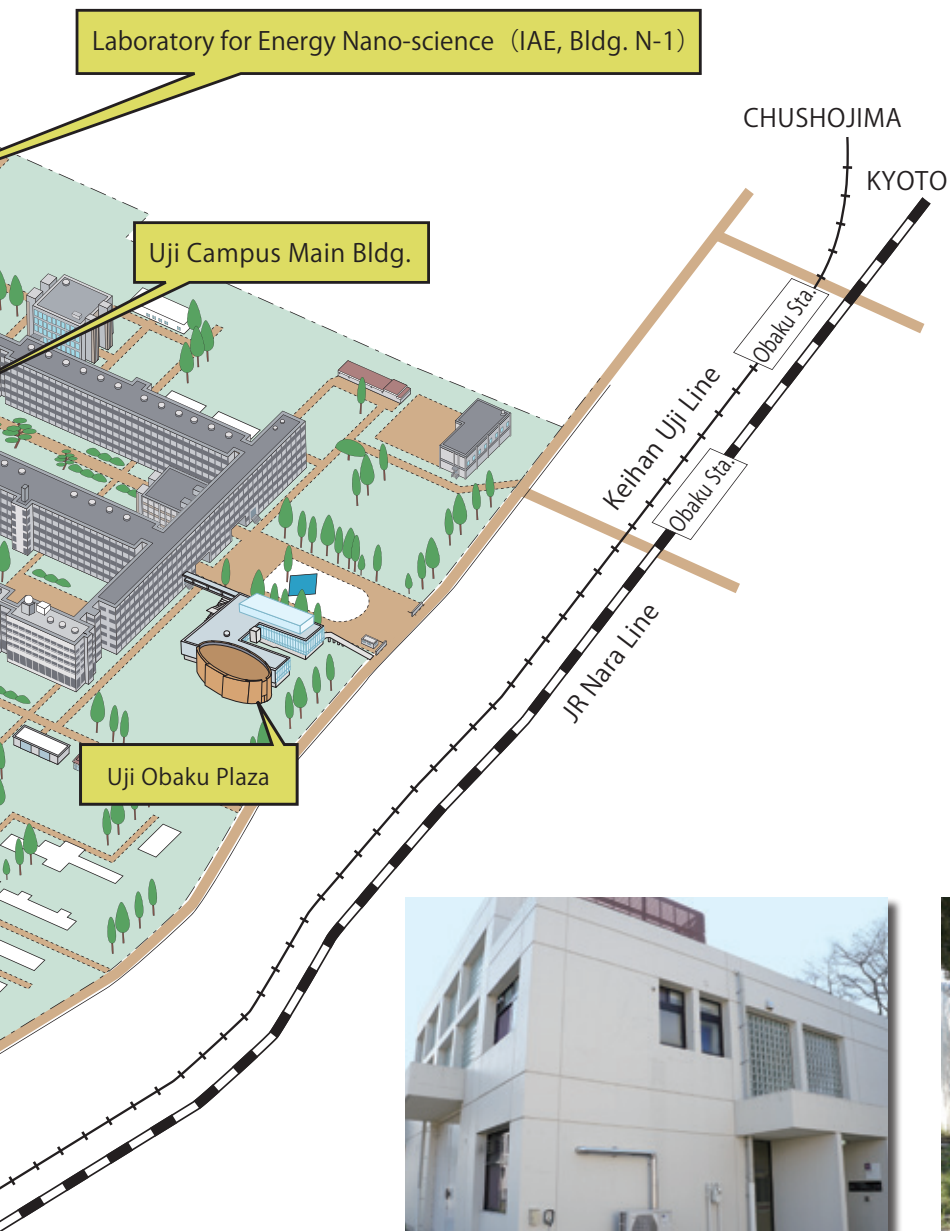 Laboratory for Energy Nano-science（IAE, Bldg. N-1）
CHUSHOJIMA
KYOTO
Uji Campus Main Bldg.
Obaku Sta.
Keihan Uji Line
Obaku Sta.
JR Nara Line
Uji Obaku Plaza